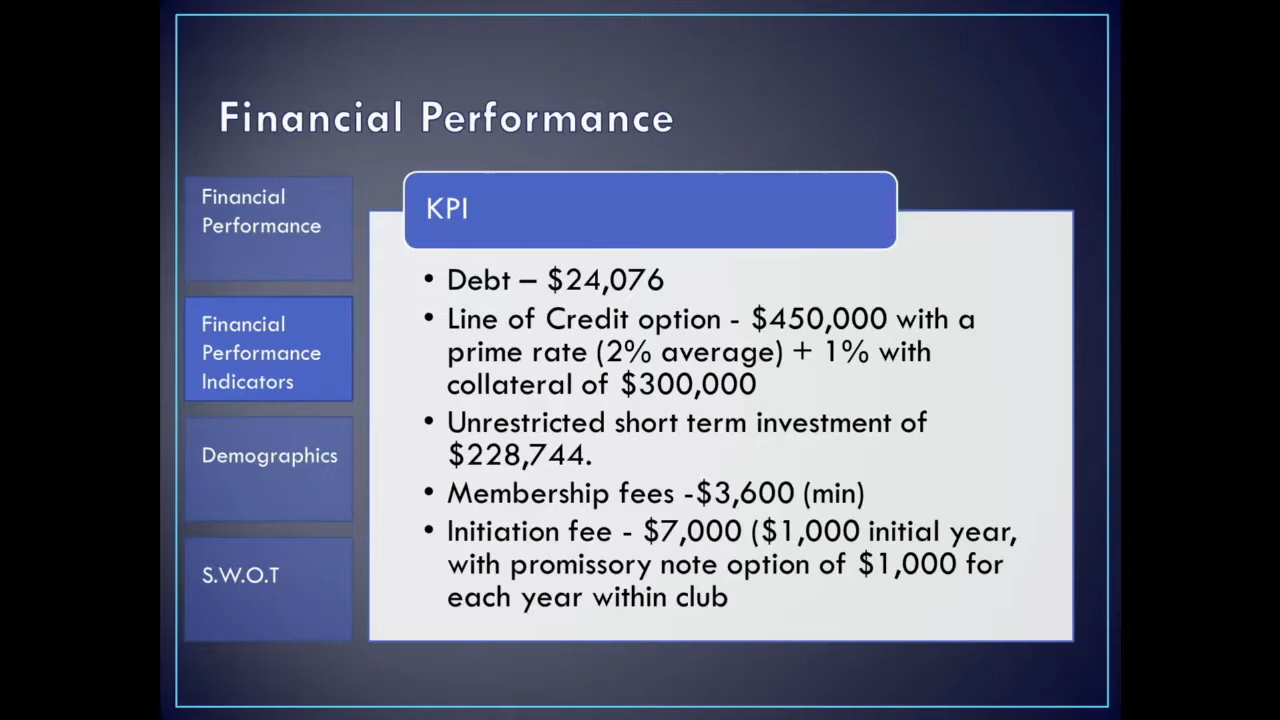 Financial Performance
Financial
Performance
Financial
Performance
Indicators
Demographics
S.W.O.T
KPI
• Debt – $24,076
• Line of Credit option - $450,000 with a
prime rate (2% average) + 1% with
collateral of $300,000
• Unrestricted short term investment of
$228,744.
• Membership fees -$3,600 (min)
• Initiation fee - $7,000 ($1,000 initial year,
with promissory note option of $1,000 for
each year within club